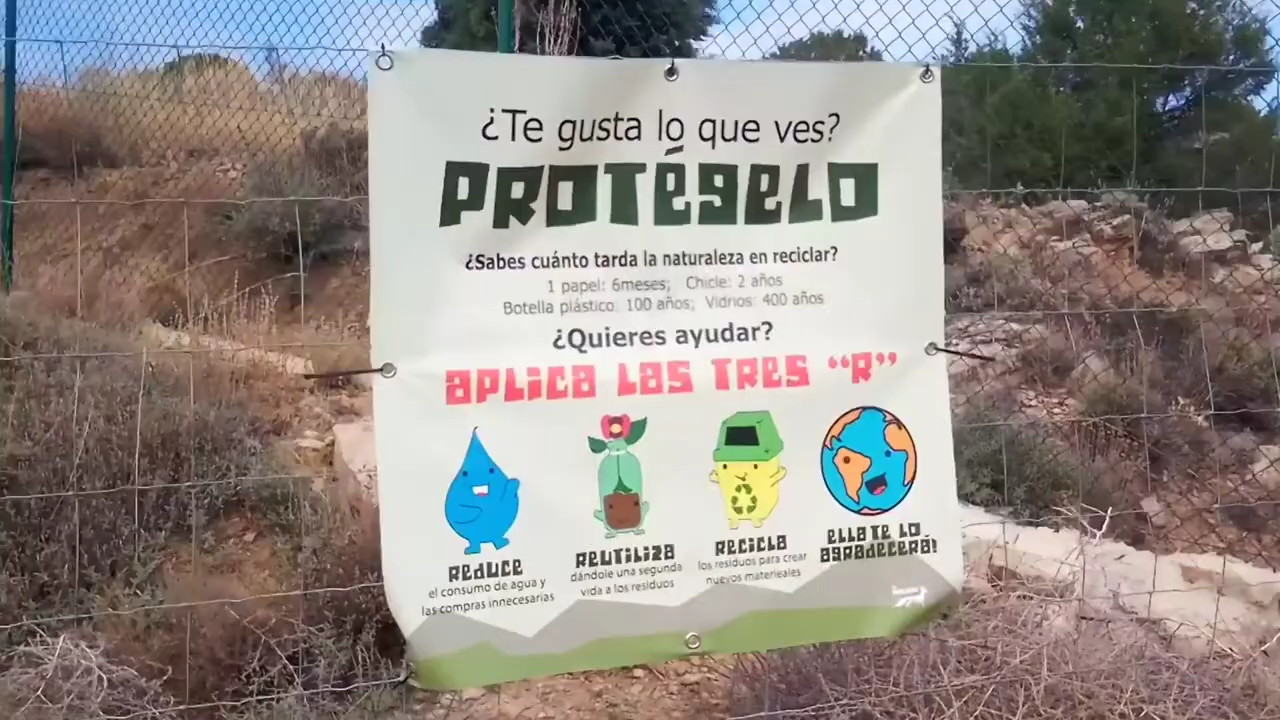 ¿Te gusta lo que ves?
PROTÉGELO
¿Sabes cuánto tarda la naturaleza en reciclar?
1 papel: 6meses; Chicle: 2 años
Botella plástico: 100 años; Vidrios: 400 años
¿Quieres ayudar?
APLICA LAS TRES “R”
REDUCE
el consumo de agua y
las compras innecesarias
REUTILIZA
dándole una segunda
vida a los residuos
RECICLA
los residuos para crear
nuevos materieales
ELLA TE LO
AGRADECERÁ!